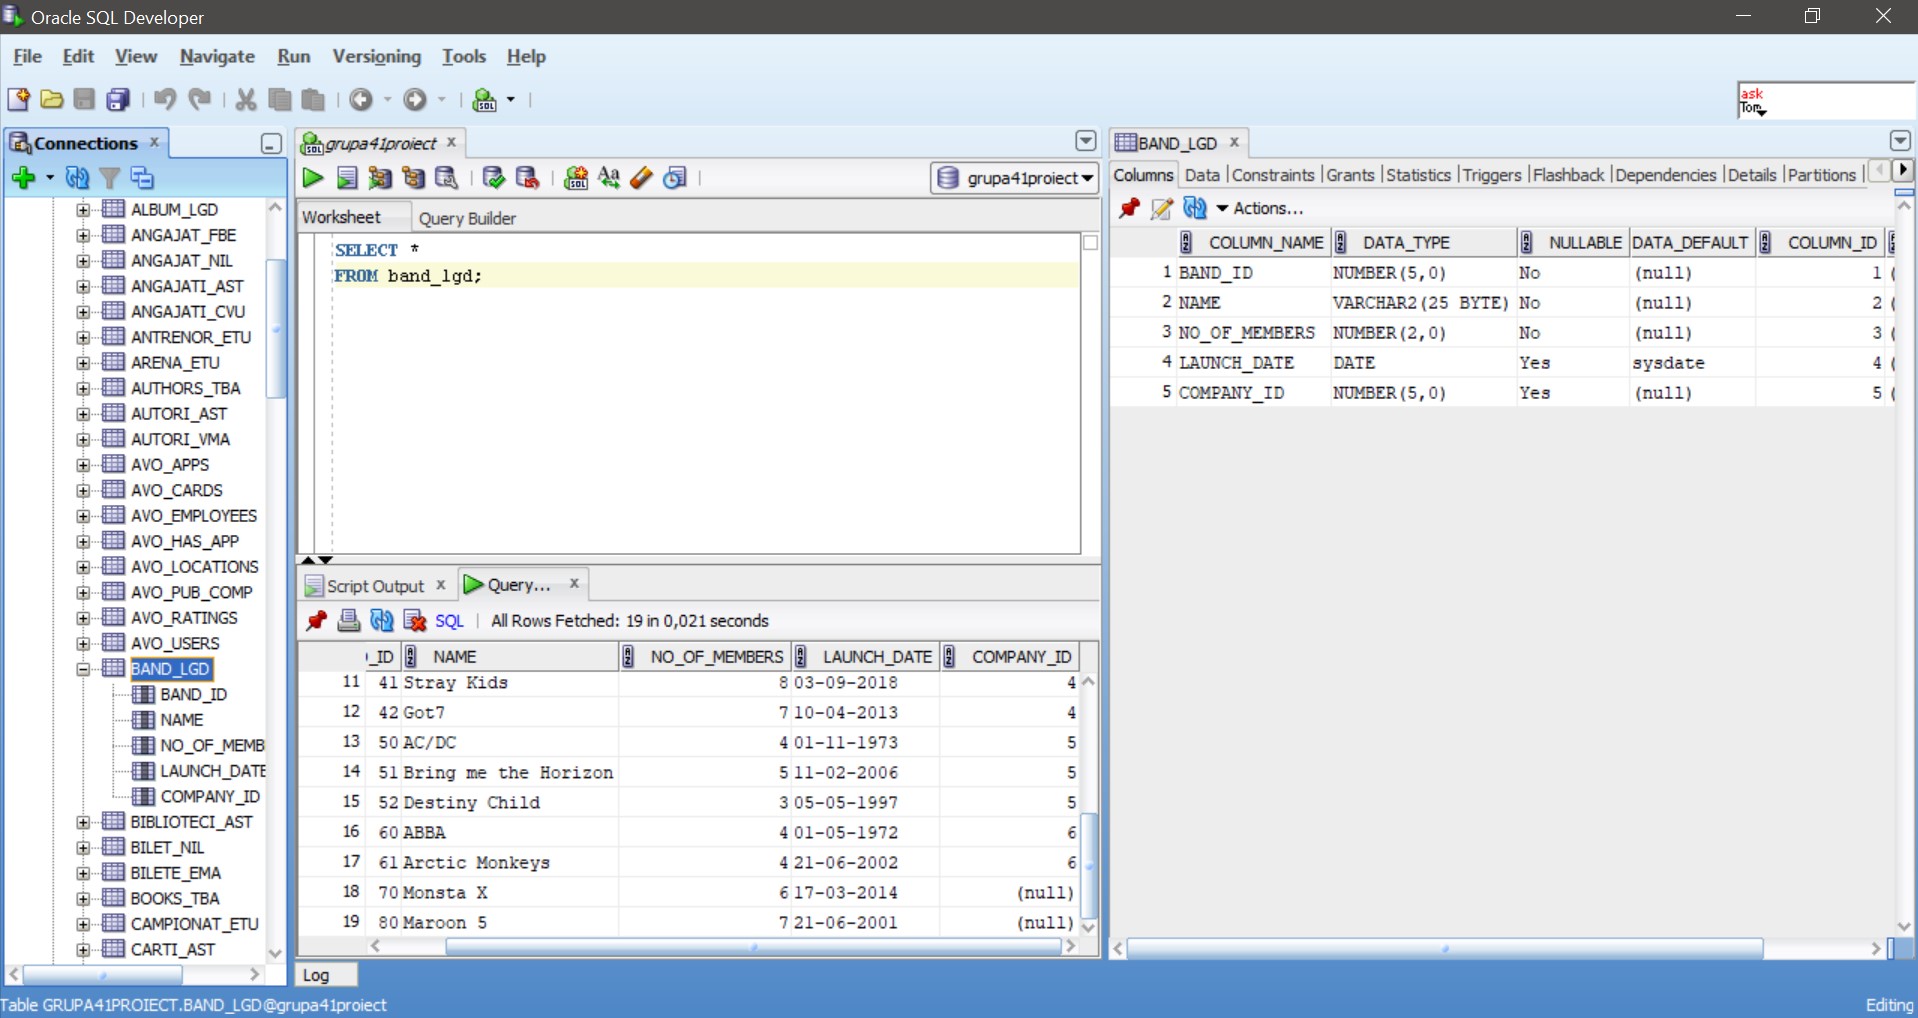 Oracle SQL Developer
File Edit View Navigate Run Versioning Tools Help
ask
Tom
Connections
ALBUM_LGD
ANGAJAT_FBE
ANGAJAT_NIL
ANGAJATI_AST
ANGAJATI_CVU
ANTRENOR_ETU
ARENA_ETU
AUTHORS_TBA
AUTORI_AST
AUTORI_VMA
AVO_APPS
AVO_CARDS
AVO_EMPLOYEES
AVO_HAS_APP
AVO_LOCATIONS
AVO_PUB_COMP
AVO_RATINGS
AVO_USERS
BAND_LGD
BAND_ID
NAME
NO_OF_MEMB
LAUNCH_DATE
COMPANY_ID
BIBLIOTECI_AST
BILET_NIL
BILETE_EMA
BOOKS_TBA
CAMPIONAT_ETU
CARTI_AST
grupa41proiect
grupa41proiect
Worksheet Query Builder
SELECT *
FROM band_lgd;
Script Output Query...
SQL All Rows Fetched: 19 in 0,021 seconds
_ID NAME NO_OF_MEMBERS LAUNCH_DATE COMPANY_ID
11 41 Stray Kids 8 03-09-2018 4
12 42 Got7 7 10-04-2013 4
13 50 AC/DC 4 01-11-1973 5
14 51 Bring me the Horizon 5 11-02-2006 5
15 52 Destiny Child 3 05-05-1997 5
16 60 ABBA 4 01-05-1972 6
17 61 Arctic Monkeys 4 21-06-2002 6
18 70 Monsta X 6 17-03-2014 (null)
19 80 Maroon 5 7 21-06-2001 (null)
Log
BAND_LGD
Columns Data Constraints Grants Statistics Triggers Flashback Dependencies Details Partitions
Actions...
COLUMN_NAME DATA_TYPE NULLABLE DATA_DEFAULT COLUMN_ID
1 BAND_ID NUMBER(5,0) No (null) 1 (
2 NAME VARCHAR2(25 BYTE) No (null) 2 (
3 NO_OF_MEMBERS NUMBER(2,0) No (null) 3 (
4 LAUNCH_DATE DATE Yes sysdate 4 (
5 COMPANY_ID NUMBER(5,0) Yes (null) 5 (
Table GRUPA41PROIECT.BAND_LGD@grupa41proiect
Editing